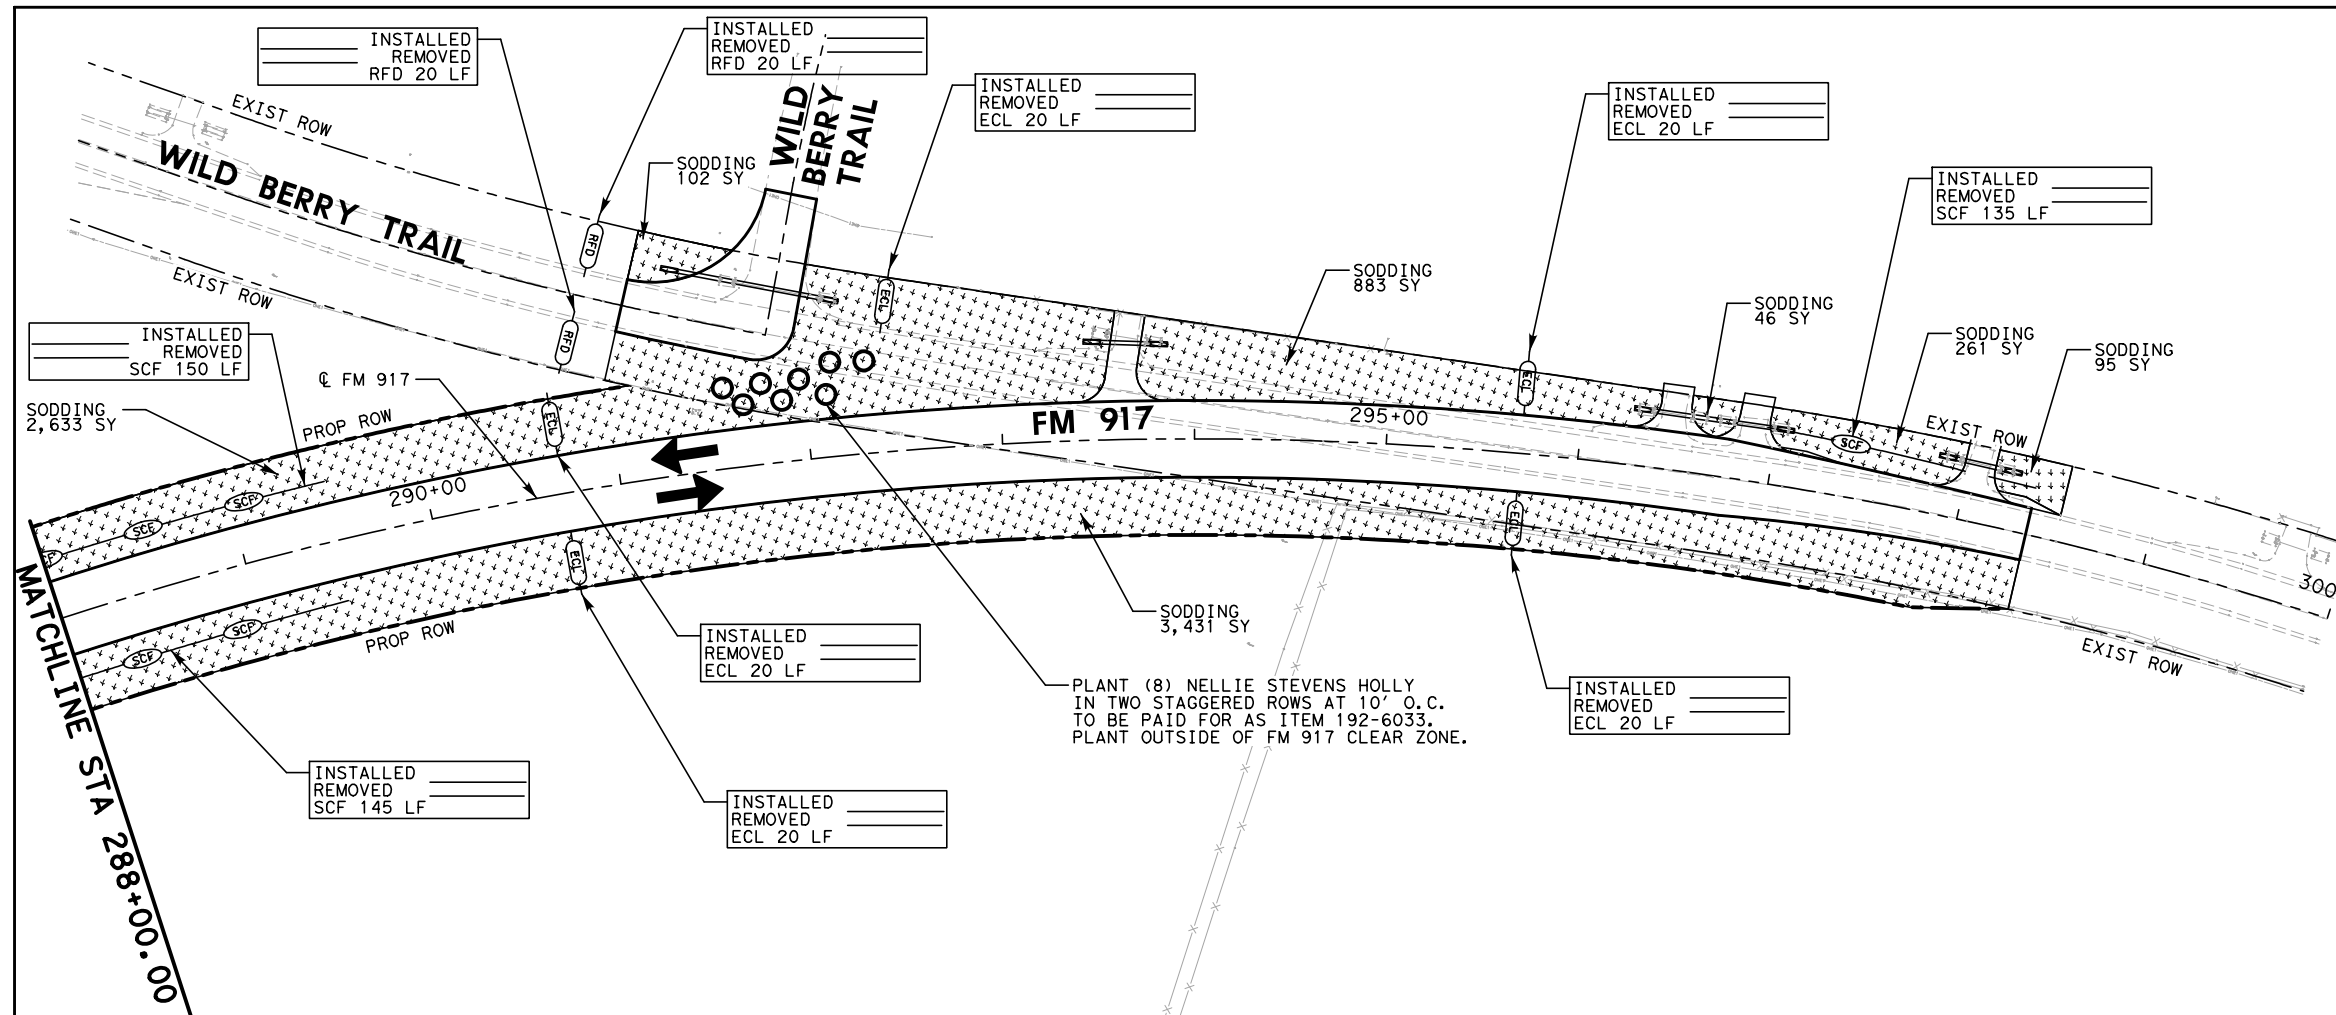 INSTALLED
REMOVED
RFD 20 LF
INSTALLED
REMOVED
RFD 20 LF
INSTALLED
REMOVED
ECL 20 LF
INSTALLED
REMOVED
ECL 20 LF
INSTALLED
REMOVED
SCF 135 LF
EXIST ROW
WILD BERRY TRAIL
EXIST ROW
SODDING
102 SY
WILD
BERRY
TRAIL
RFD
RFD
ECL
SODDING
883 SY
ECL
SODDING
46 SY
SODDING
261 SY
SODDING
95 SY
INSTALLED
REMOVED
SCF 150 LF
℄ FM 917
SODDING
2,633 SY
PROP ROW
ECL
FM 917
295+00
SCF
EXIST ROW
290+00
SCF
SCF
ECL
ECL
SODDING
3,431 SY
300
SCF
SCF
PROP ROW
EXIST ROW
INSTALLED
REMOVED
ECL 20 LF
PLANT (8) NELLIE STEVENS HOLLY
IN TWO STAGGERED ROWS AT 10' O.C.
TO BE PAID FOR AS ITEM 192-6033.
PLANT OUTSIDE OF FM 917 CLEAR ZONE.
INSTALLED
REMOVED
ECL 20 LF
INSTALLED
REMOVED
SCF 145 LF
INSTALLED
REMOVED
ECL 20 LF
MATCHLINE STA 288+00.00